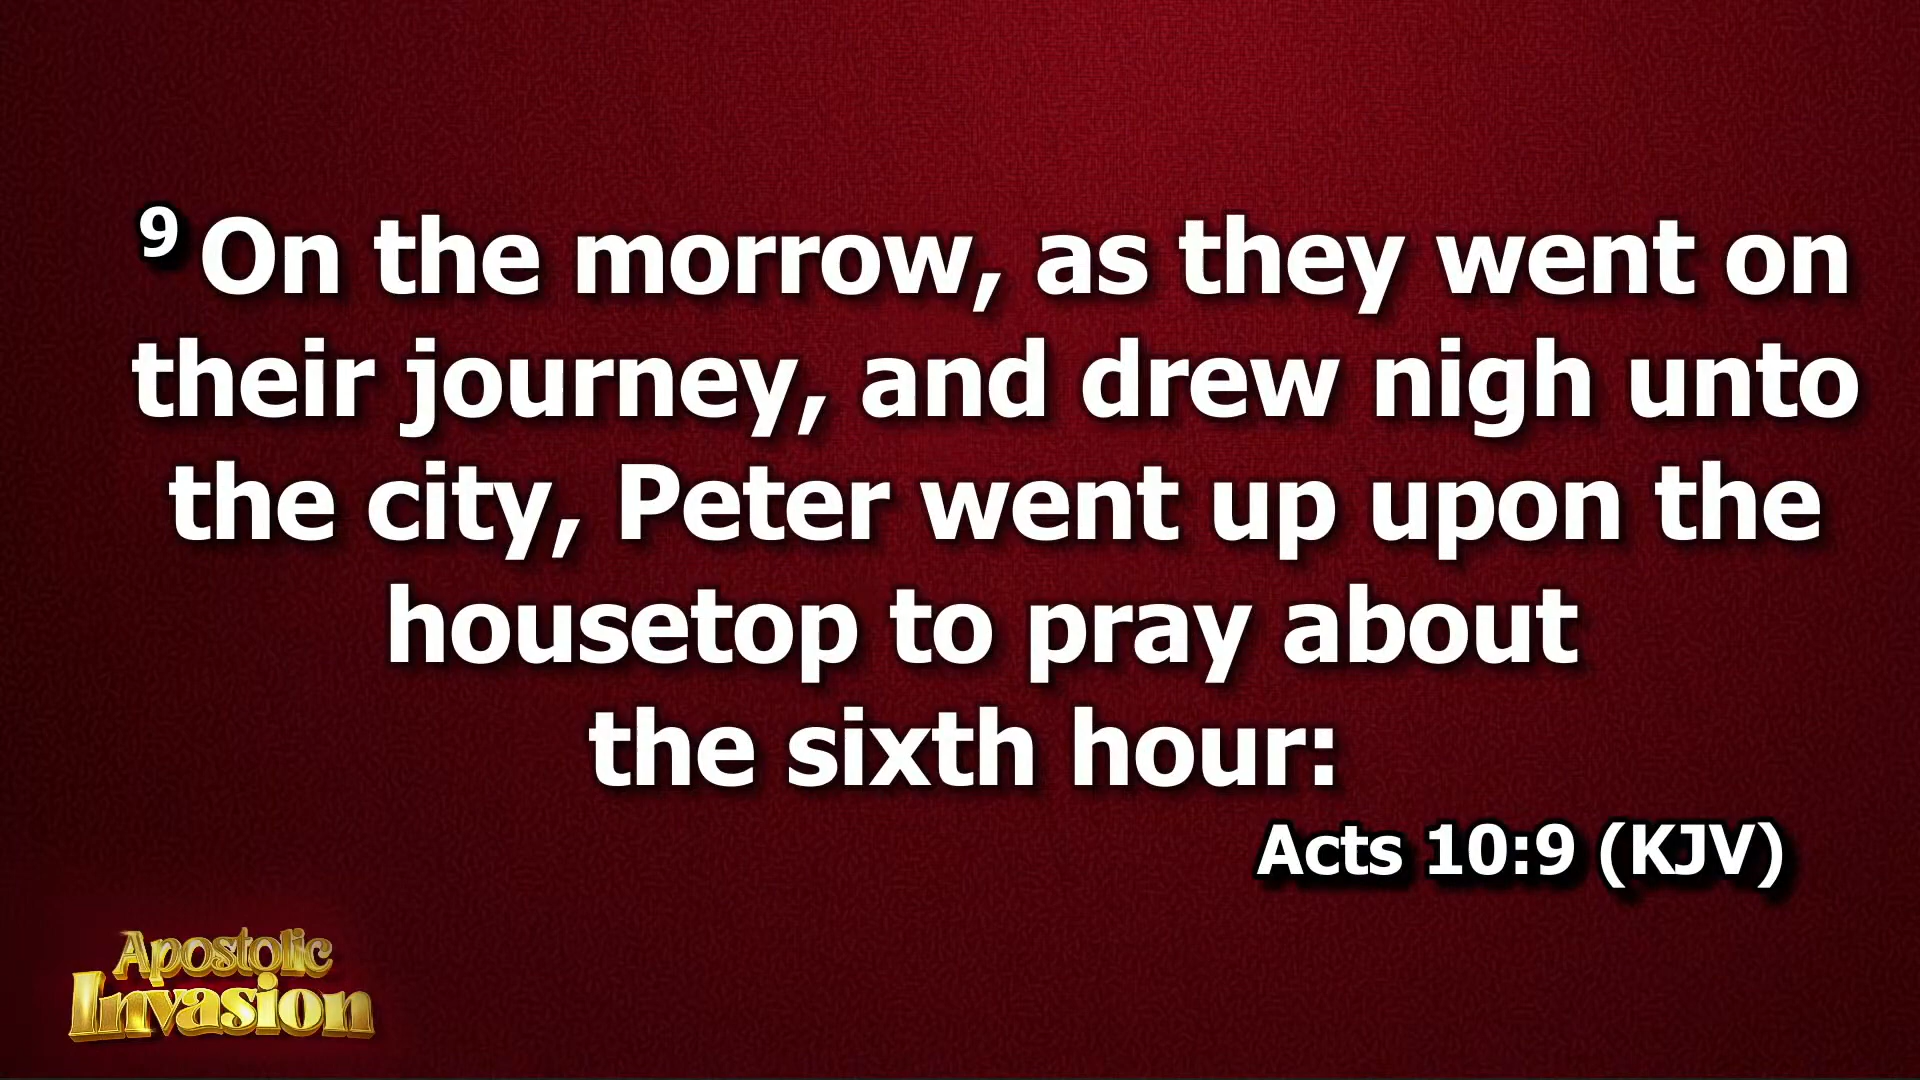 9 On the morrow, as they went on
their journey, and drew nigh unto
the city, Peter went up upon the
housetop to pray about
the sixth hour:
Acts 10:9 (KJV)
Apostolic
Invasion